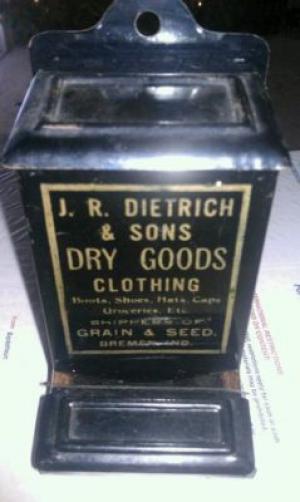 J. R. DIETRICH
& SONS
DRY GOODS
CLOTHING
Boots, Shoes, Hats, Caps
Groceries, Etc.
SHIPPERS OF
GRAIN & SEED.
BREMEN, IND.